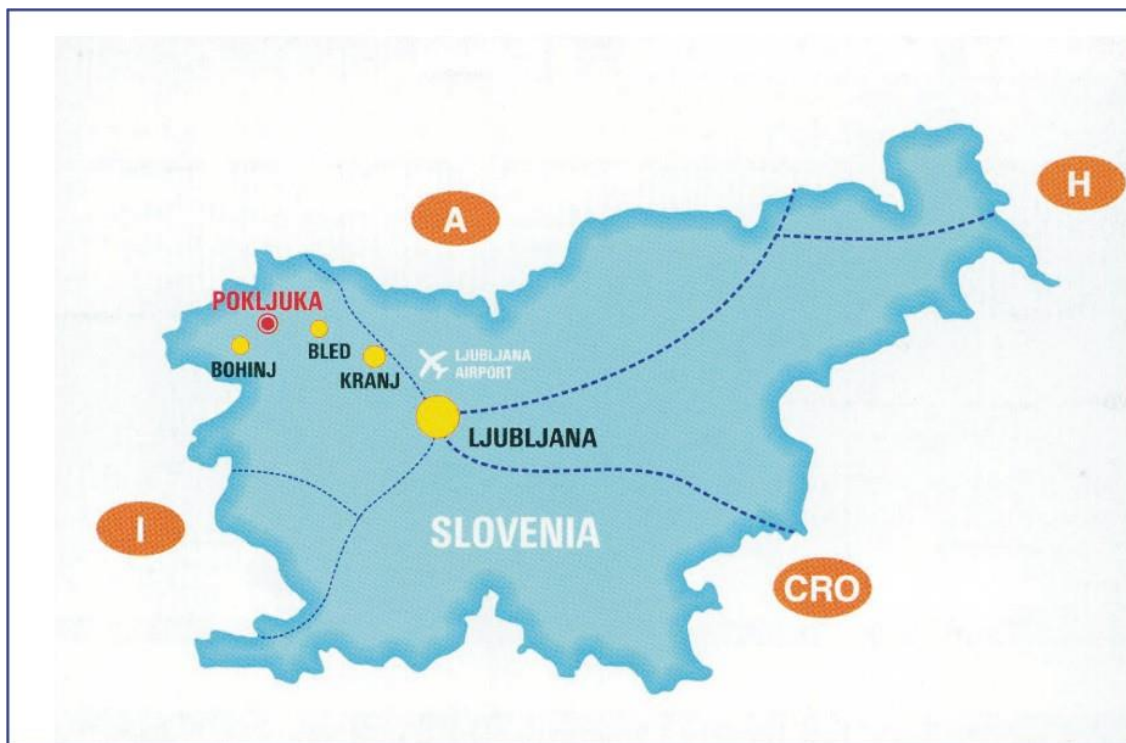 H
A
POKLJUKA
BLED
BOHINJ
KRANJ
LJUBLJANA
AIRPORT
LJUBLJANA
I
SLOVENIA
CRO